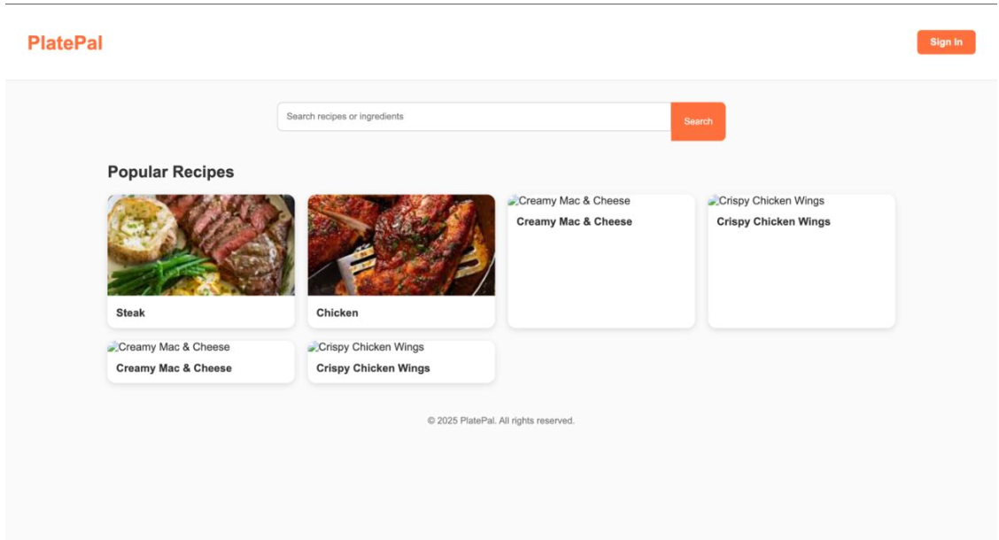 PlatePal
Sign In
Search recipes or ingredients
Search
Popular Recipes
Steak
Chicken
Creamy Mac & Cheese
Creamy Mac & Cheese
Crispy Chicken Wings
Crispy Chicken Wings
Creamy Mac & Cheese
Creamy Mac & Cheese
Crispy Chicken Wings
Crispy Chicken Wings
© 2025 PlatePal. All rights reserved.